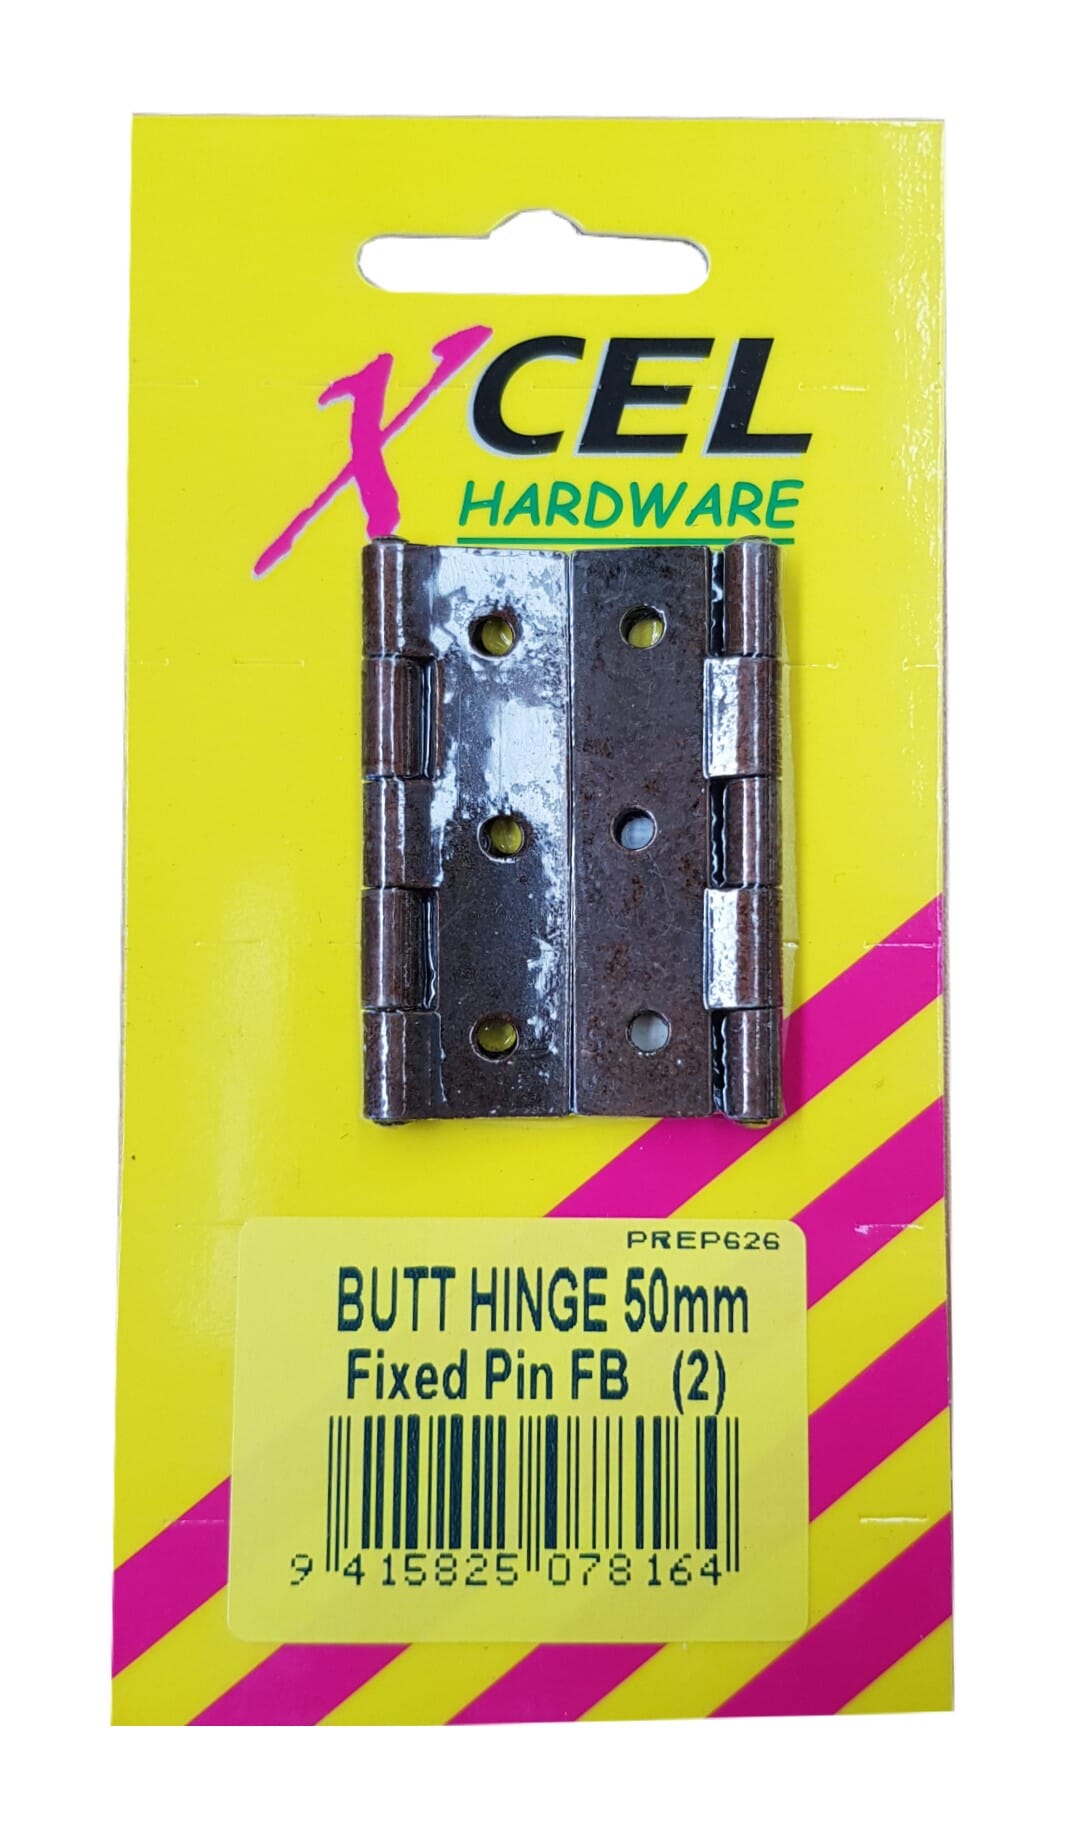 XCEL
HARDWARE
PREP626
BUTT HINGE 50mm
Fixed Pin FB (2)
9 415825 078164